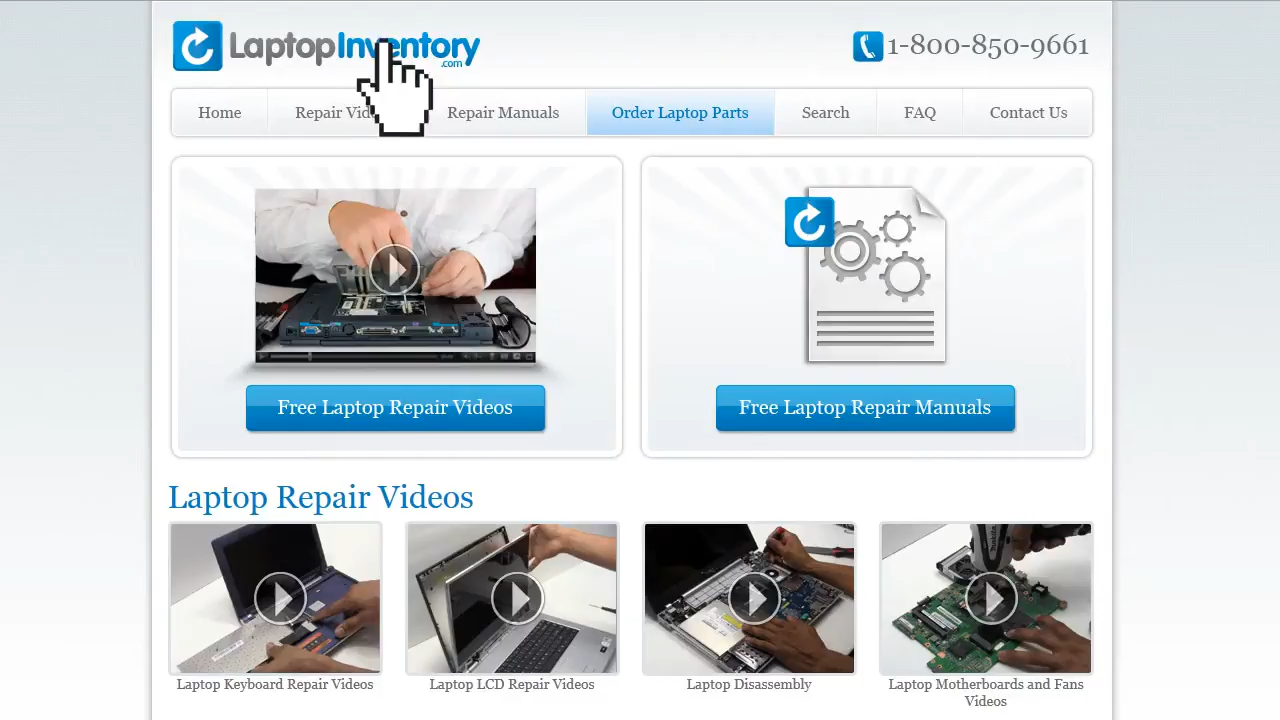 LaptopInventory
.com
1-800-850-9661
Home
Repair Vid
Repair Manuals
Order Laptop Parts
Search
FAQ
Contact Us
Free Laptop Repair Videos
Free Laptop Repair Manuals
Laptop Repair Videos
Laptop Keyboard Repair Videos
Laptop LCD Repair Videos
Laptop Disassembly
Laptop Motherboards and Fans
Videos